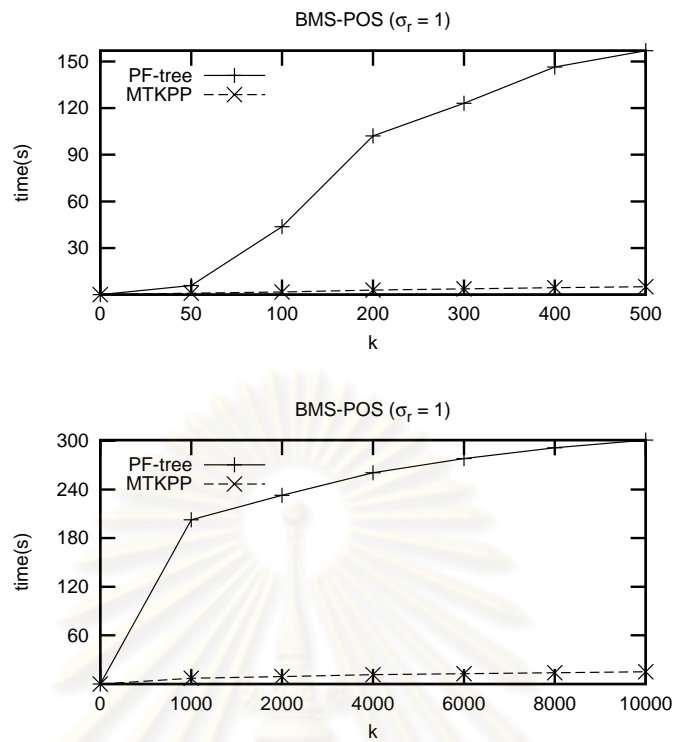 BMS-POS (σr = 1)
150
120
90
60
30
time(s)
PF-tree
MTKPP
0 50 100 200 300 400 500
k
BMS-POS (σr = 1)
300
240
180
120
60
time(s)
PF-tree
MTKPP
0 1000 2000 4000 6000 8000 10000
k